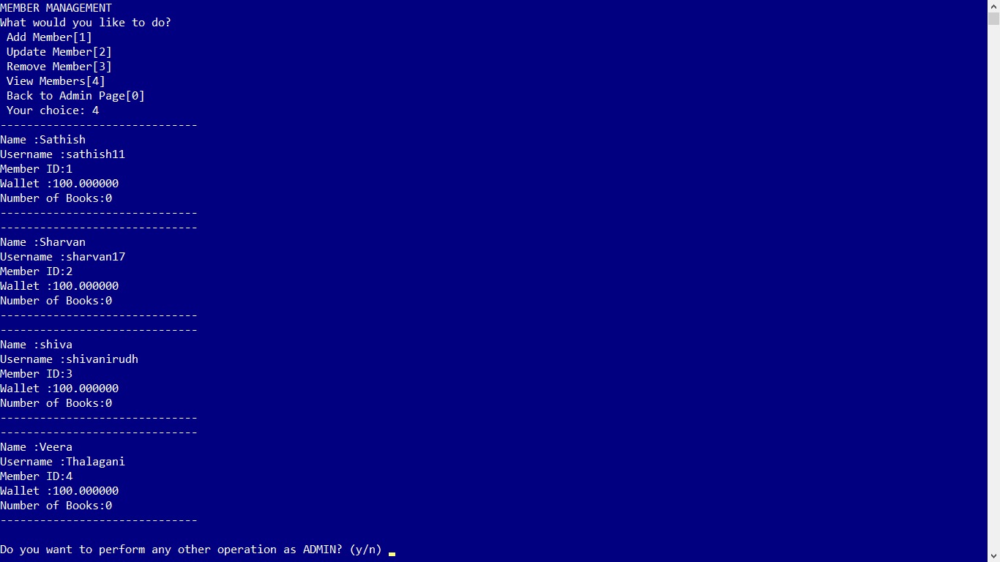 MEMBER MANAGEMENT
What would you like to do?
 Add Member[1]
 Update Member[2]
 Remove Member[3]
 View Members[4]
 Back to Admin Page[0]
 Your choice: 4
------------------------------
Name :Sathish
Username :sathish11
Member ID:1
Wallet :100.000000
Number of Books:0
------------------------------
------------------------------
Name :Sharvan
Username :sharvan17
Member ID:2
Wallet :100.000000
Number of Books:0
------------------------------
------------------------------
Name :shiva
Username :shivanirudh
Member ID:3
Wallet :100.000000
Number of Books:0
------------------------------
------------------------------
Name :Veera
Username :Thalagani
Member ID:4
Wallet :100.000000
Number of Books:0
------------------------------
Do you want to perform any other operation as ADMIN? (y/n)